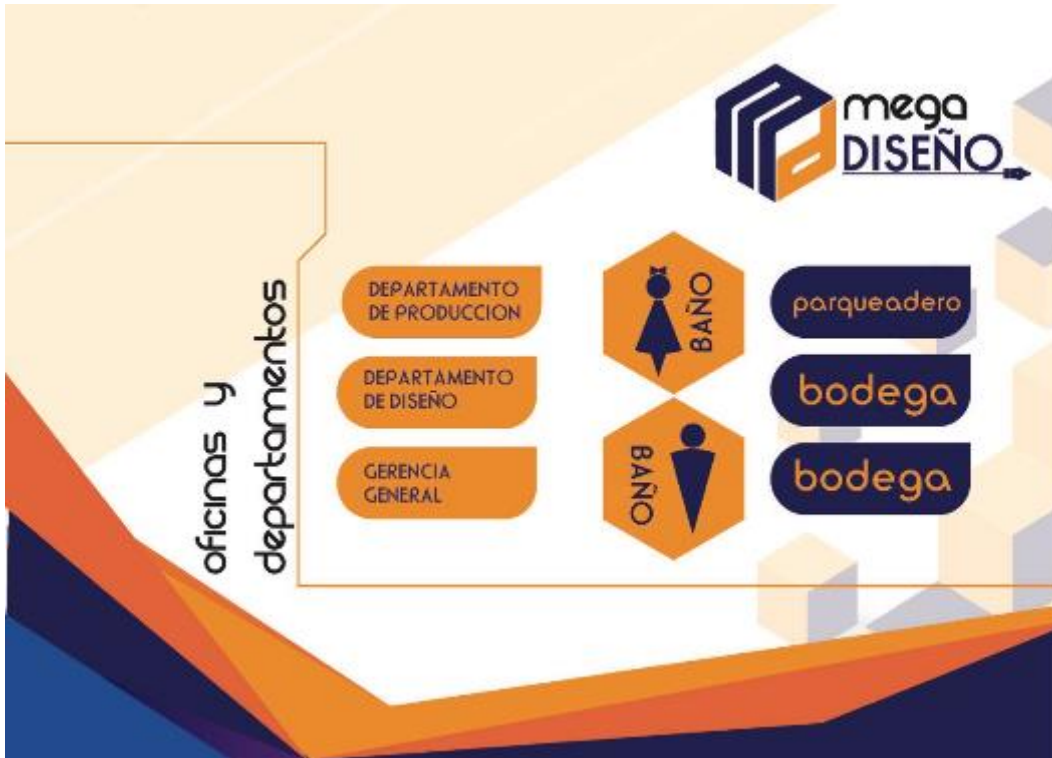 mega
DISEÑO
oficinas y
departamentos
DEPARTAMENTO
DE PRODUCCION
DEPARTAMENTO
DE DISEÑO
GERENCIA
GENERAL
BAÑO
BAÑO
parqueadero
bodega
bodega